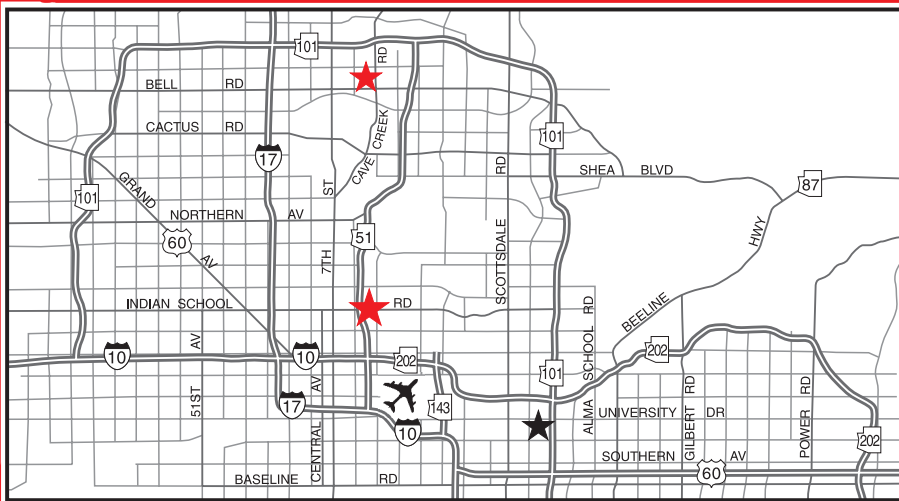 101
RD
BELL RD
CACTUS RD
CAVE CREEK
101
17
RD
SHEA BLVD
GRAND
ST
87
101
NORTHERN AV
60
AV
7TH
51
SCOTTSDALE
HWY
INDIAN SCHOOL RD
SCHOOL RD
BEELINE
AV
10
10
202
202
101
51ST
17
CENTRAL AV
143
10
ALMA
UNIVERSITY DR
GILBERT RD
POWER RD
202
SOUTHERN AV
60
BASELINE RD